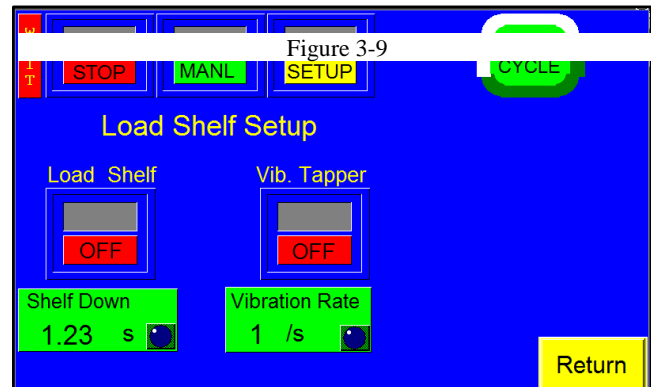 Figure 3-9
STOP MANL SETUP CYCLE
Load Shelf Setup
Load Shelf Vib. Tapper
OFF OFF
Shelf Down Vibration Rate
1.23 s 1 /s
Return